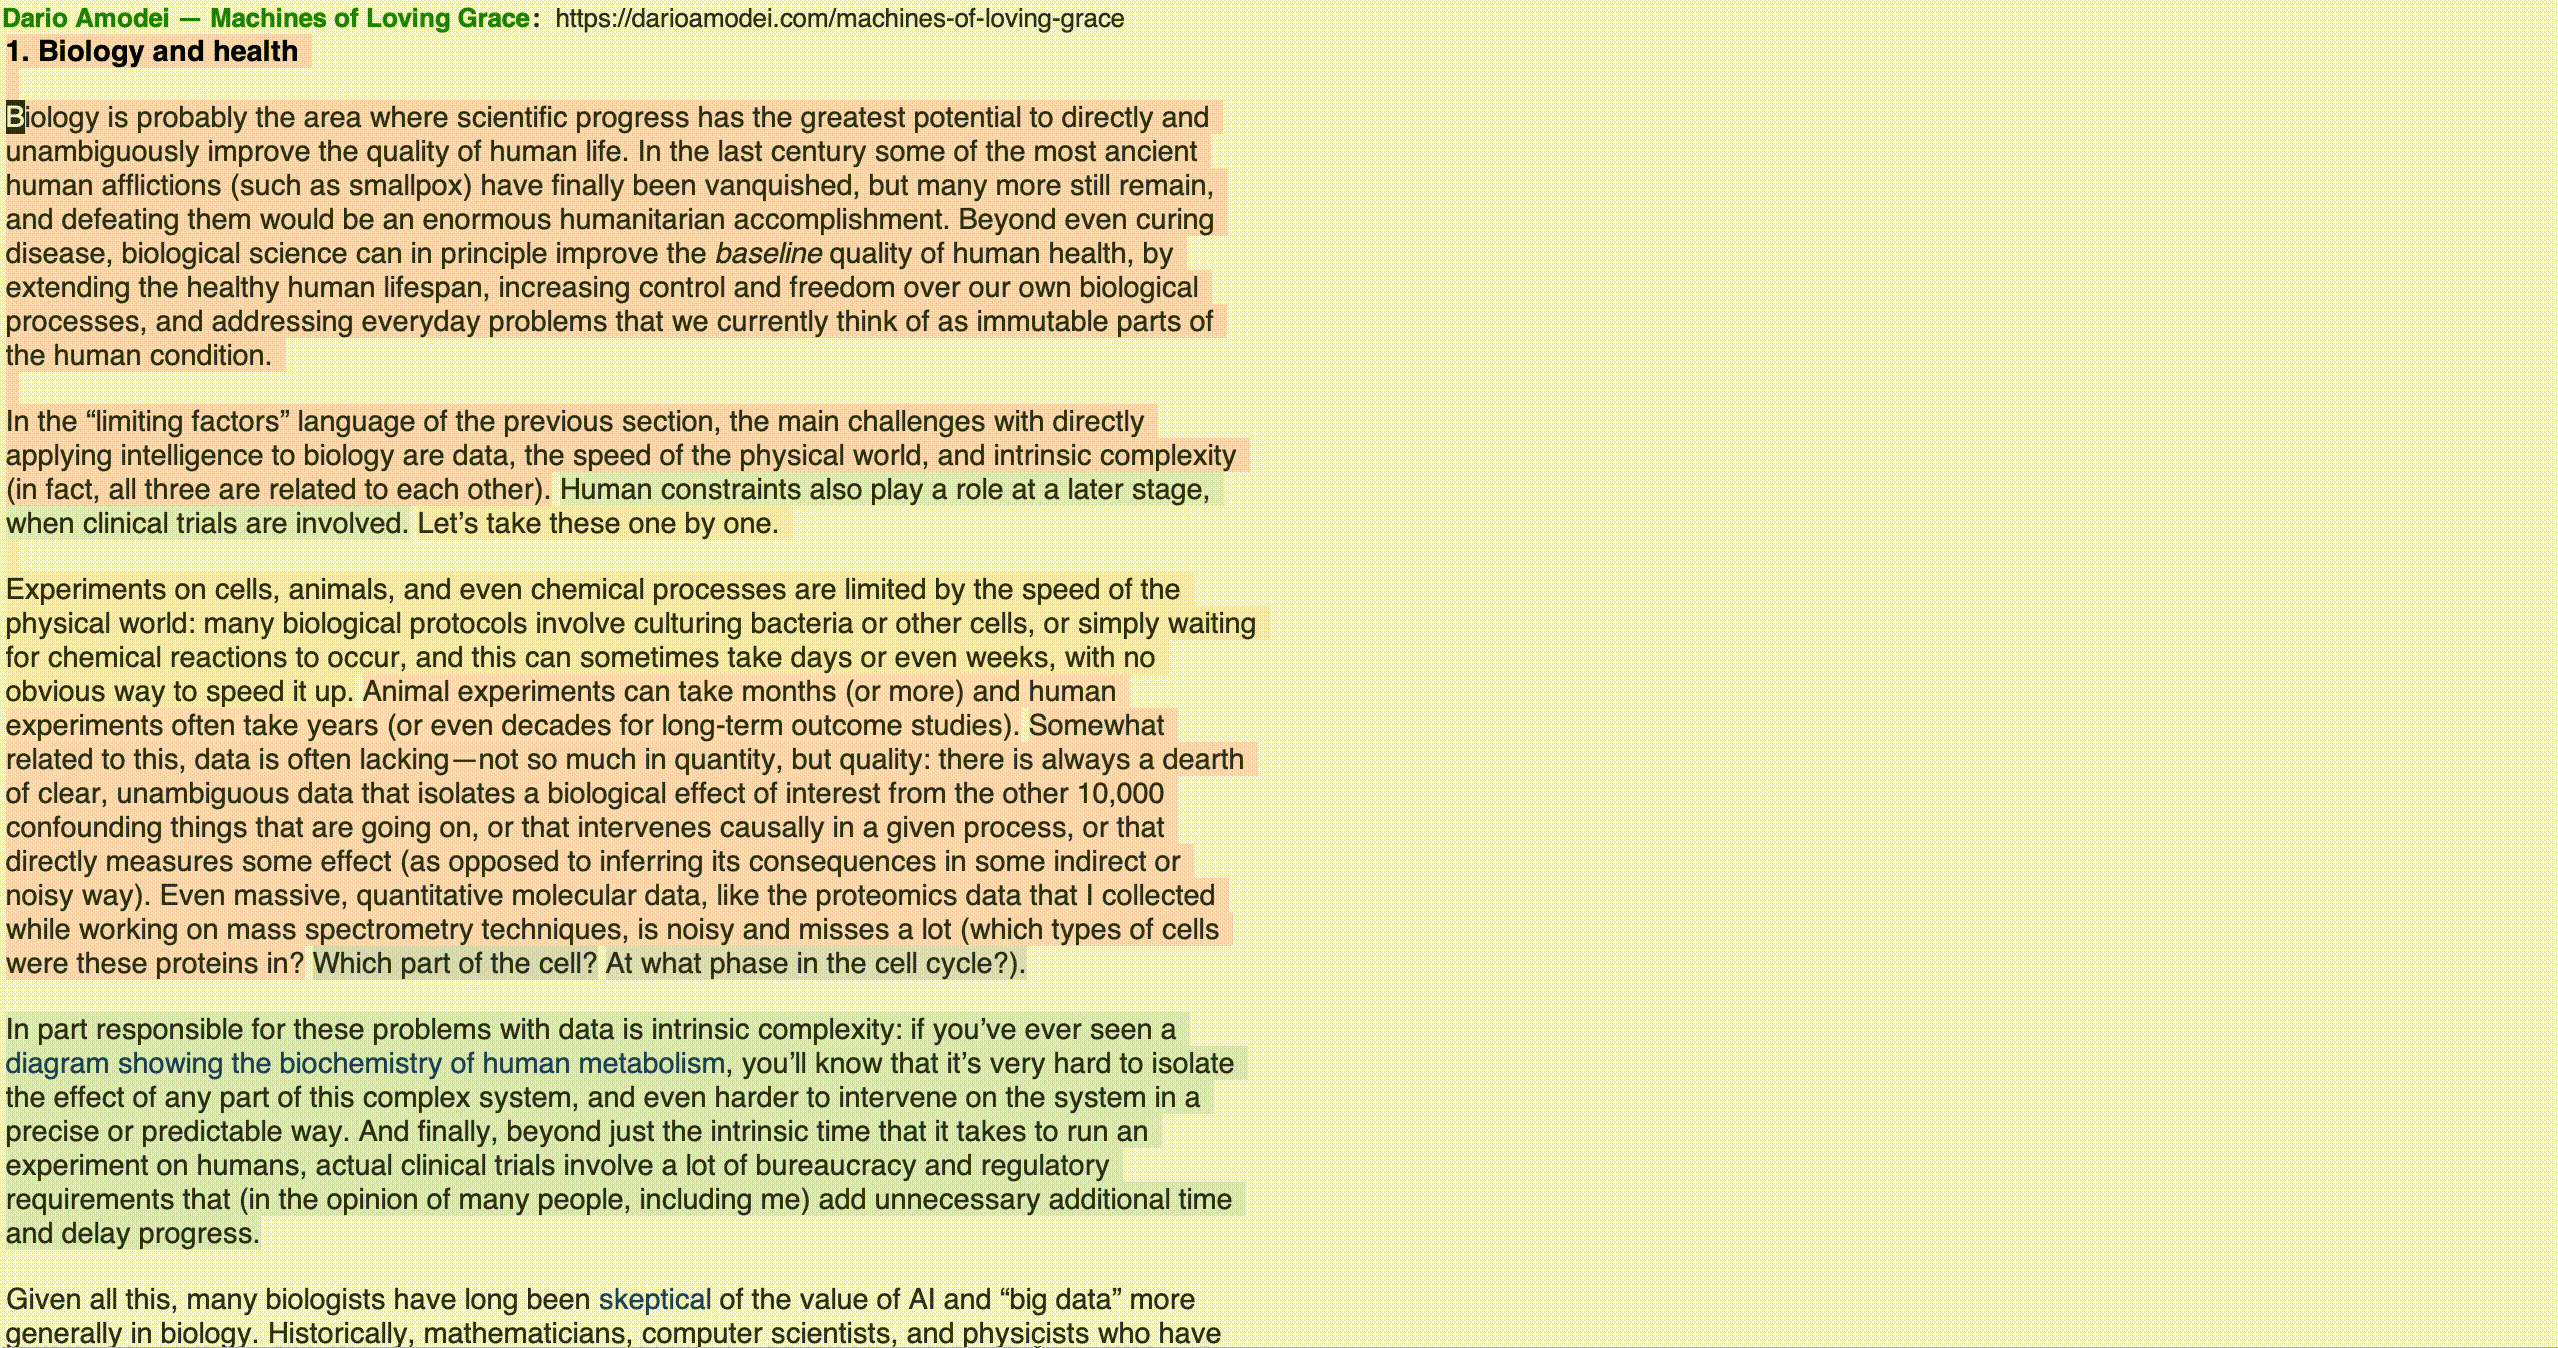 Dario Amodei — Machines of Loving Grace: https://darioamodei.com/machines-of-loving-grace
1. Biology and health
Biology is probably the area where scientific progress has the greatest potential to directly and
unambiguously improve the quality of human life. In the last century some of the most ancient
human afflictions (such as smallpox) have finally been vanquished, but many more still remain,
and defeating them would be an enormous humanitarian accomplishment. Beyond even curing
disease, biological science can in principle improve the baseline quality of human health, by
extending the healthy human lifespan, increasing control and freedom over our own biological
processes, and addressing everyday problems that we currently think of as immutable parts of
the human condition.
In the “limiting factors” language of the previous section, the main challenges with directly
applying intelligence to biology are data, the speed of the physical world, and intrinsic complexity
(in fact, all three are related to each other). Human constraints also play a role at a later stage,
when clinical trials are involved. Let’s take these one by one.
Experiments on cells, animals, and even chemical processes are limited by the speed of the
physical world: many biological protocols involve culturing bacteria or other cells, or simply waiting
for chemical reactions to occur, and this can sometimes take days or even weeks, with no
obvious way to speed it up. Animal experiments can take months (or more) and human
experiments often take years (or even decades for long-term outcome studies). Somewhat
related to this, data is often lacking—not so much in quantity, but quality: there is always a dearth
of clear, unambiguous data that isolates a biological effect of interest from the other 10,000
confounding things that are going on, or that intervenes causally in a given process, or that
directly measures some effect (as opposed to inferring its consequences in some indirect or
noisy way). Even massive, quantitative molecular data, like the proteomics data that I collected
while working on mass spectrometry techniques, is noisy and misses a lot (which types of cells
were these proteins in? Which part of the cell? At what phase in the cell cycle?).
In part responsible for these problems with data is intrinsic complexity: if you’ve ever seen a
diagram showing the biochemistry of human metabolism, you’ll know that it’s very hard to isolate
the effect of any part of this complex system, and even harder to intervene on the system in a
precise or predictable way. And finally, beyond just the intrinsic time that it takes to run an
experiment on humans, actual clinical trials involve a lot of bureaucracy and regulatory
requirements that (in the opinion of many people, including me) add unnecessary additional time
and delay progress.
Given all this, many biologists have long been skeptical of the value of AI and “big data” more
generally in biology. Historically, mathematicians, computer scientists, and physicists who have